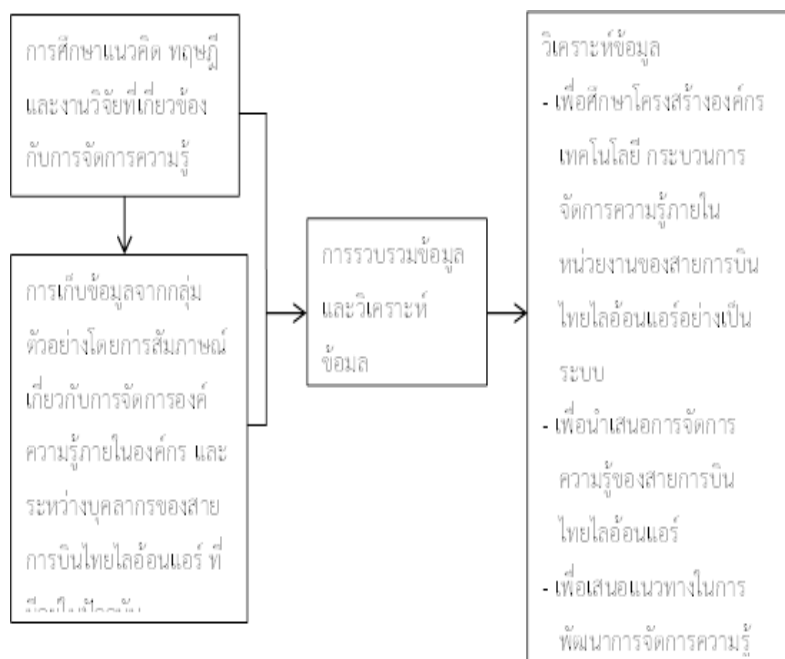 การศึกษาแนวคิด ทฤษฎี
และงานวิจัยที่เกี่ยวข้อง
กับการจัดการความรู้
การเก็บข้อมูลจากกลุ่ม
ตัวอย่างโดยการสัมภาษณ์
เกี่ยวกับการจัดการองค์
ความรู้ภายในองค์กร และ
ระหว่างบุคลากรของสาย
การบินไทยไลอ้อนแอร์ ที่
การรวบรวมข้อมูล
และวิเคราะห์
ข้อมูล
วิเคราะห์ข้อมูล
- เพื่อศึกษาโครงสร้างองค์กร
เทคโนโลยี กระบวนการ
จัดการความรู้ภายใน
หน่วยงานของสายการบิน
ไทยไลอ้อนแอร์อย่างเป็น
ระบบ
- เพื่อนำเสนอการจัดการ
ความรู้ของสายการบิน
ไทยไลอ้อนแอร์
- เพื่อเสนอแนวทางในการ
พัฒนาการจัดการความรู้